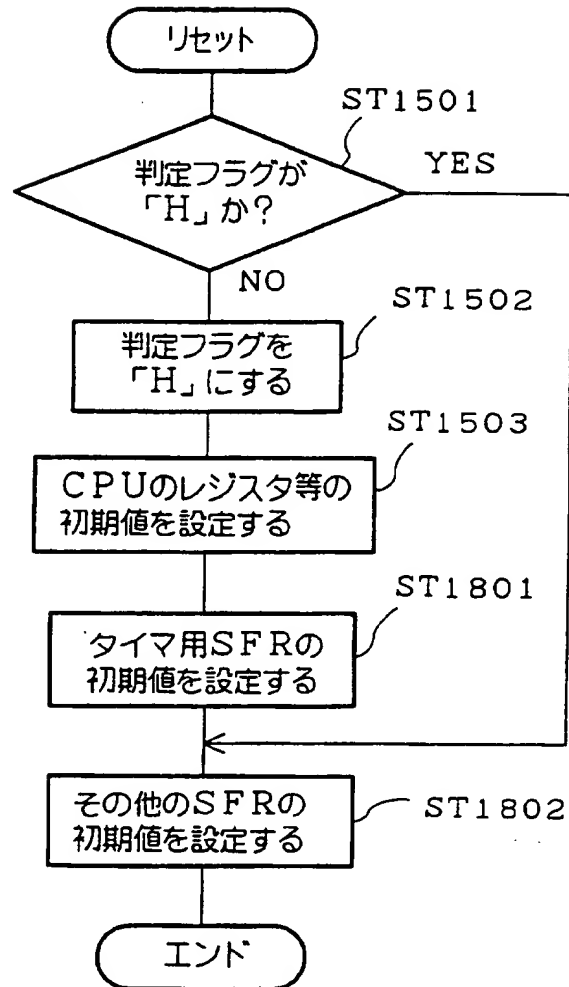 リセット
ST1501
判定フラグが
「H」か?
YES
NO
ST1502
判定フラグを
「H」にする
ST1503
CPUのレジスタ等の
初期値を設定する
ST1801
タイマ用SFRの
初期値を設定する
その他のSFRの
初期値を設定する
ST1802
エンド